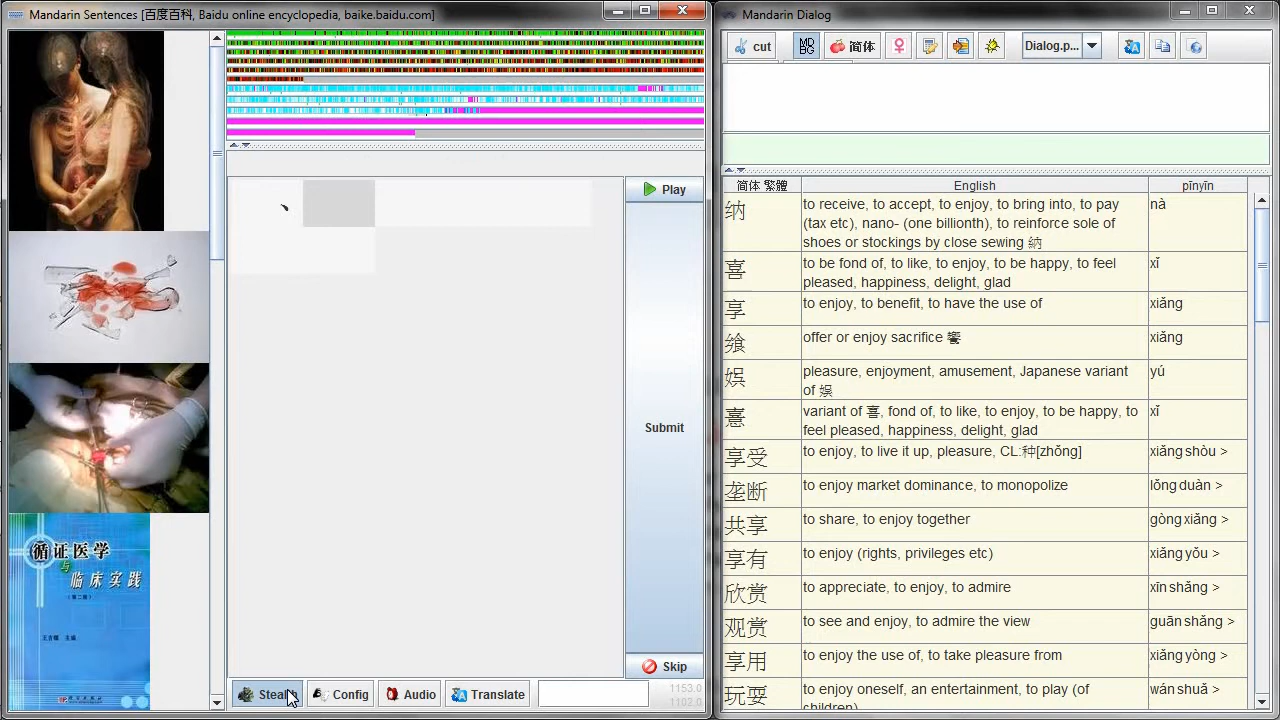 Mandarin Sentences [百度百科, Baidu online encyclopedia, baike.baidu.com]
循证医学
与
临床实践
(第二版)
王吉耀 主编
Play
Submit
Skip
Config
Audio
Translate
1153.0
1102.0
Mandarin Dialog
cut
简体
Dialog.p...
简体 繁體 English pīnyīn
纳 to receive, to accept, to enjoy, to bring into, to pay nà
(tax etc), nano- (one billionth), to reinforce sole of
shoes or stockings by close sewing 納
喜 to be fond of, to like, to enjoy, to be happy, to feel xǐ
pleased, happiness, delight, glad
享 to enjoy, to benefit, to have the use of xiǎng
飨 offer or enjoy sacrifice 饗 xiǎng
娱 pleasure, enjoyment, amusement, Japanese variant yú
of 娛
憙 variant of 喜, fond of, to like, to enjoy, to be happy, to xǐ
feel pleased, happiness, delight, glad
享受 to enjoy, to live it up, pleasure, CL:种[zhǒng] xiǎng shòu >
垄断 to enjoy market dominance, to monopolize lǒng duàn >
共享 to share, to enjoy together gòng xiǎng >
享有 to enjoy (rights, privileges etc) xiǎng yǒu >
欣赏 to appreciate, to enjoy, to admire xīn shǎng >
观赏 to see and enjoy, to admire the view guān shǎng >
享用 to enjoy the use of, to take pleasure from xiǎng yòng >
玩耍 to enjoy oneself, an entertainment, to play (of
children)